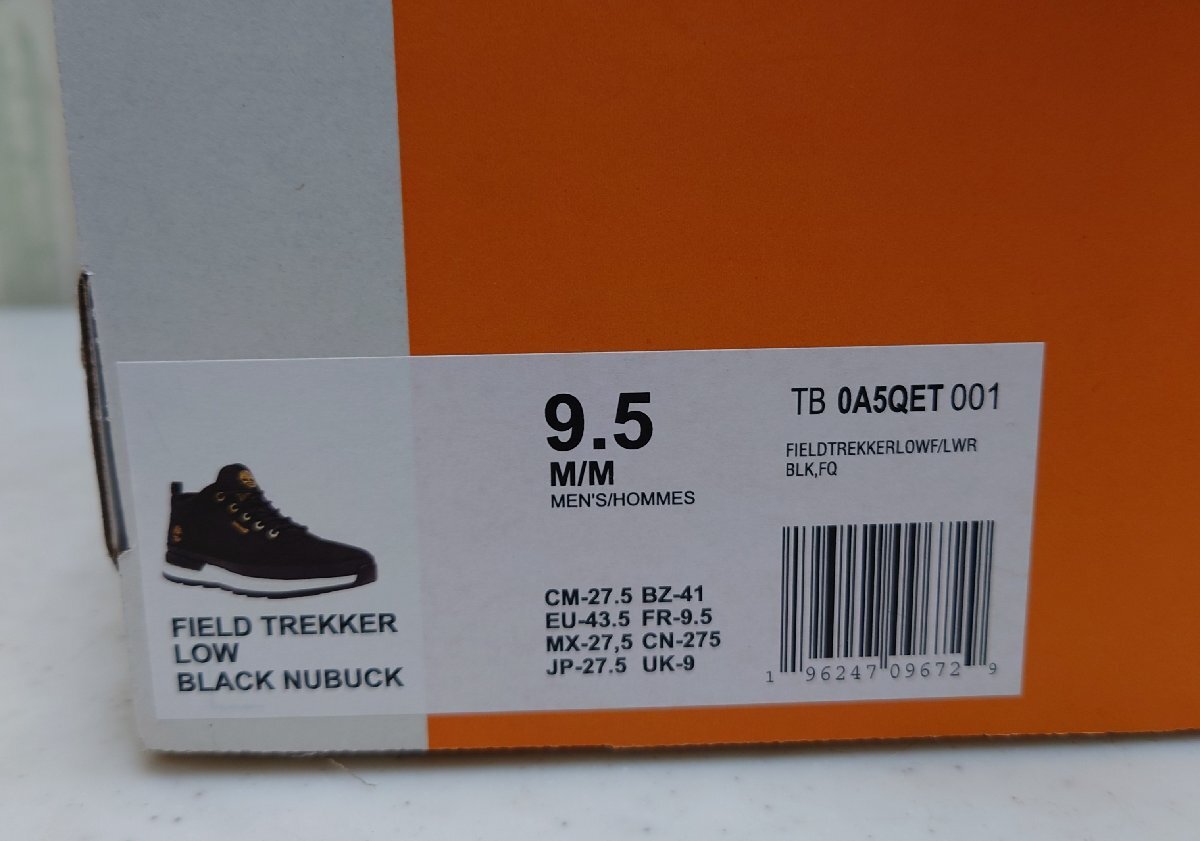 9.5
M/M
MEN'S/HOMMES
TB 0A5QET 001
FIELDTREKKERLOWF/LWR
BLK,FQ
FIELD TREKKER
LOW
BLACK NUBUCK
CM-27.5 BZ-41
EU-43.5 FR-9.5
MX-27,5 CN-275
JP-27.5 UK-9
1 96247 09672 9